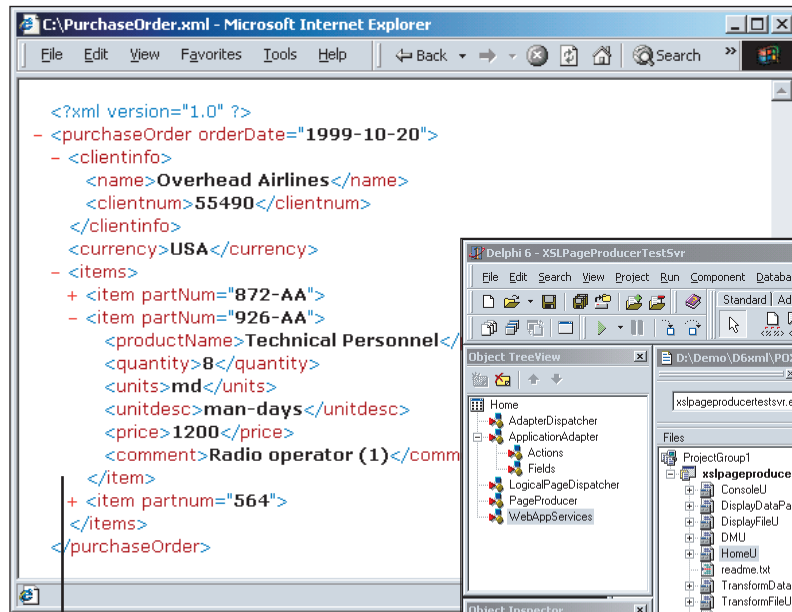 C:\PurchaseOrder.xml - Microsoft Internet Explorer
File Edit View Favorites Tools Help Back Search »
<?xml version="1.0" ?>
– <purchaseOrder orderDate="1999-10-20">
– <clientinfo>
<name>Overhead Airlines</name>
<clientnum>55490</clientnum>
</clientinfo>
<currency>USA</currency>
– <items>
+ <item partNum="872-AA">
– <item partNum="926-AA">
<productName>Technical Personnel</
<quantity>8</quantity>
<units>md</units>
<unitdesc>man-days</unitdesc>
<price>1200</price>
<comment>Radio operator (1)</comm
</item>
+ <item partnum="564">
</items>
</purchaseOrder>
Delphi 6 - XSLPageProducerTestSvr
File Edit Search View Project Run Component Databa
Standard Ad
Object TreeView
Home
AdapterDispatcher
ApplicationAdapter
Actions
Fields
LogicalPageDispatcher
PageProducer
WebAppServices
Object Inspector
D:\Demo\D6xml\POX
xslpageproducertestsvr.e
Files
ProjectGroup1
xslpageproduce
ConsoleU
DisplayDataPa
DisplayFileU
DMU
HomeU
readme.txt
TransformData
TransformFileU